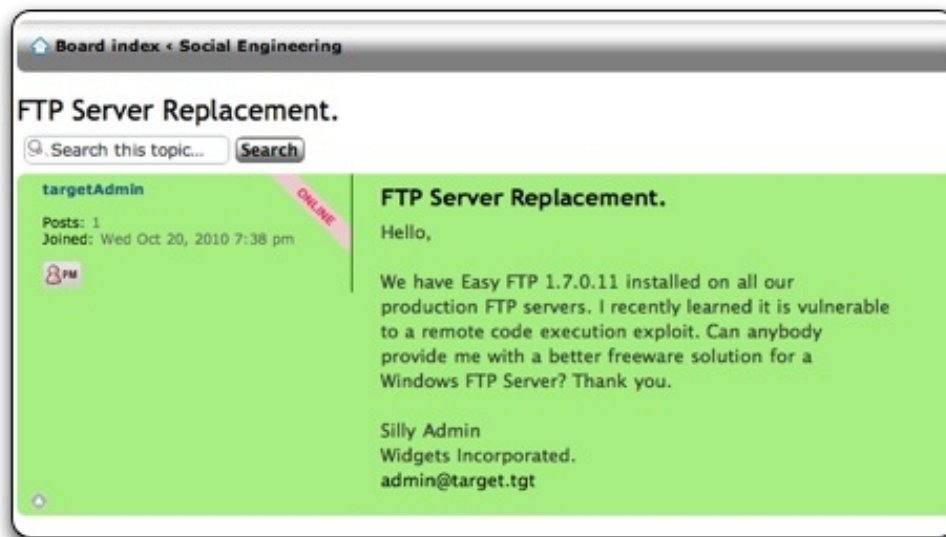 Board index ‹ Social Engineering
FTP Server Replacement.
Search this topic... Search
targetAdmin
Posts: 1
Joined: Wed Oct 20, 2010 7:38 pm
PM
ONLINE
FTP Server Replacement.
Hello,
We have Easy FTP 1.7.0.11 installed on all our
production FTP servers. I recently learned it is vulnerable
to a remote code execution exploit. Can anybody
provide me with a better freeware solution for a
Windows FTP Server? Thank you.
Silly Admin
Widgets Incorporated.
admin@target.tgt